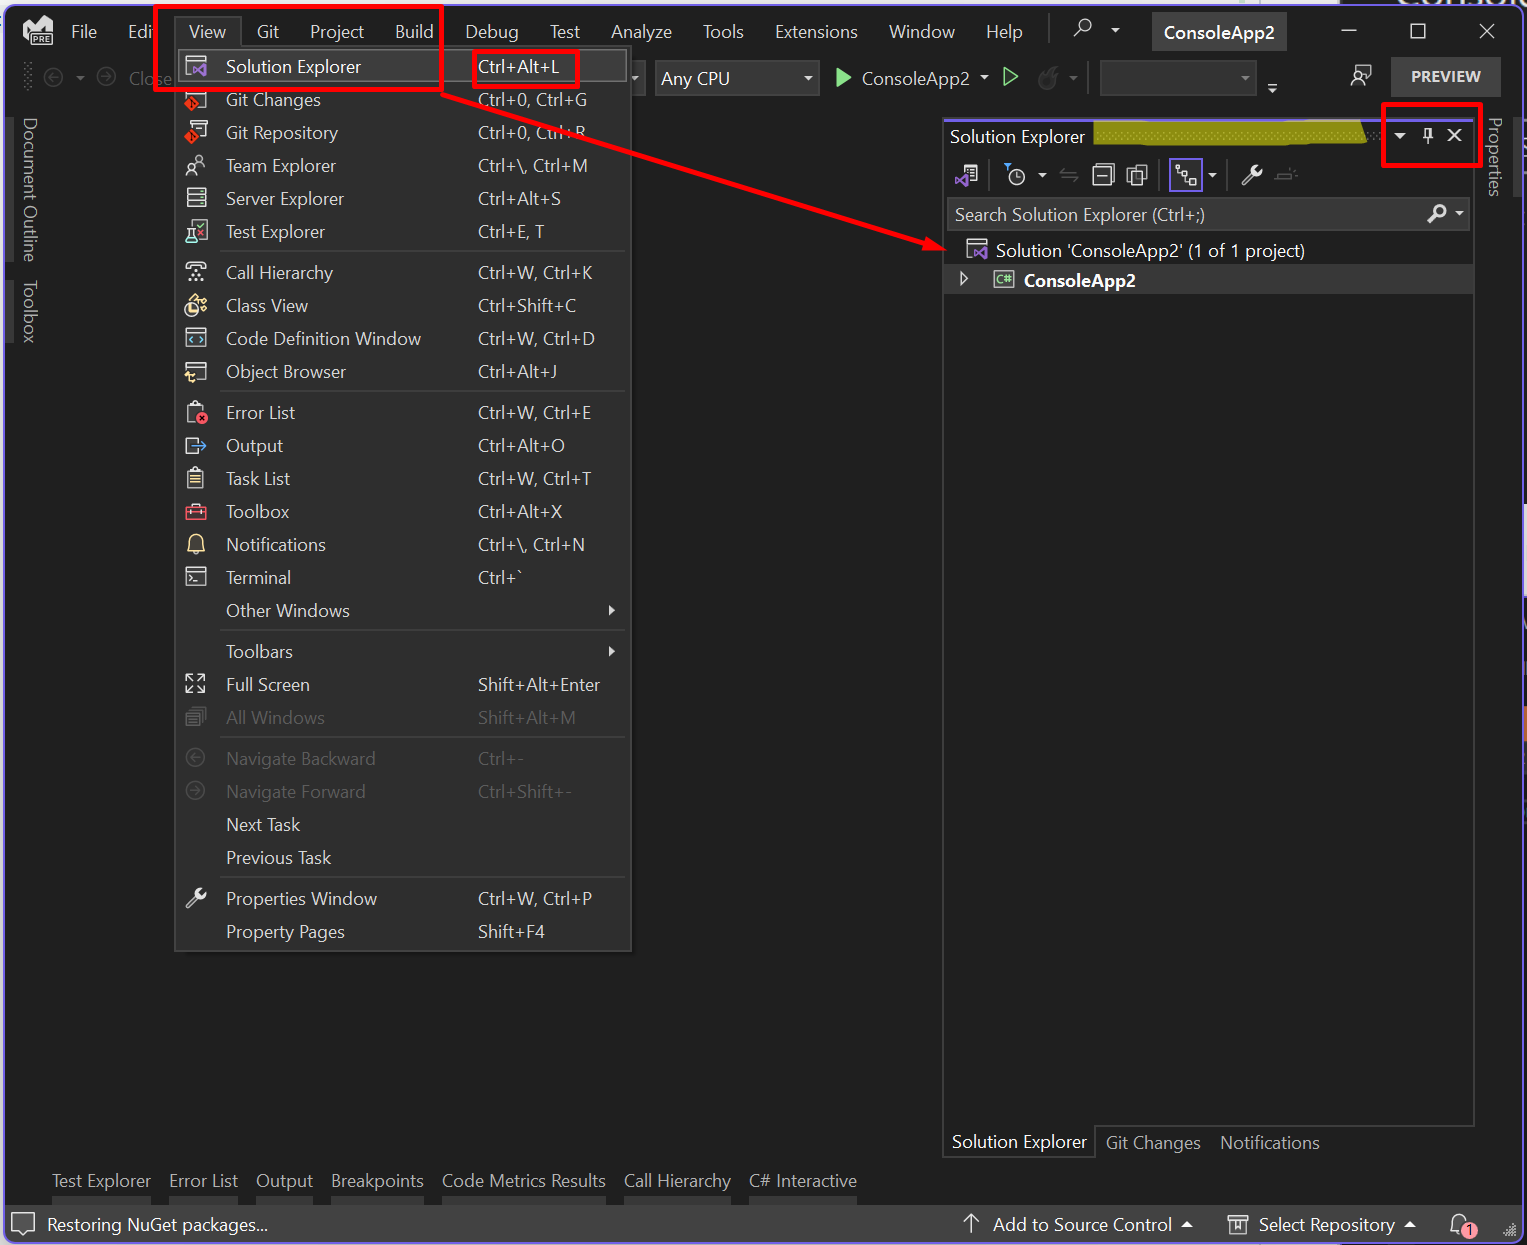 Consol
PRE
File Edi View Git Project Build Debug Test Analyze Tools Extensions Window Help ConsoleApp2
Close Any CPU ConsoleApp2 PREVIEW
Solution Explorer Ctrl+Alt+L
Git Changes Ctrl+0, Ctrl+G
Git Repository Ctrl+0, Ctrl+R
Team Explorer Ctrl+\, Ctrl+M
Server Explorer Ctrl+Alt+S
Test Explorer Ctrl+E, T
Call Hierarchy Ctrl+W, Ctrl+K
Class View Ctrl+Shift+C
Code Definition Window Ctrl+W, Ctrl+D
Object Browser Ctrl+Alt+J
Error List Ctrl+W, Ctrl+E
Output Ctrl+Alt+O
Task List Ctrl+W, Ctrl+T
Toolbox Ctrl+Alt+X
Notifications Ctrl+\, Ctrl+N
Terminal Ctrl+`
Other Windows
Toolbars
Full Screen Shift+Alt+Enter
All Windows Shift+Alt+M
Navigate Backward Ctrl+-
Navigate Forward Ctrl+Shift+-
Next Task
Previous Task
Properties Window Ctrl+W, Ctrl+P
Property Pages Shift+F4
Document Outline
Toolbox
Solution Explorer
Search Solution Explorer (Ctrl+;)
Solution 'ConsoleApp2' (1 of 1 project)
C# ConsoleApp2
Properties
Solution Explorer Git Changes Notifications
Test Explorer Error List Output Breakpoints Code Metrics Results Call Hierarchy C# Interactive
Restoring NuGet packages... Add to Source Control Select Repository 1